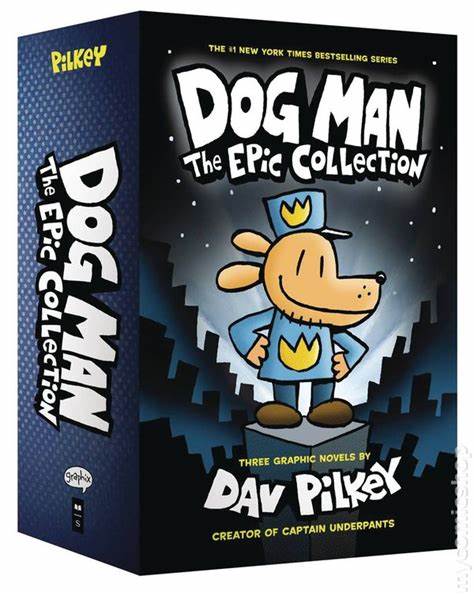 PILKEY
DOG MAN
THE EPIC COLLECTION
graphix
S
THE #1 NEW YORK TIMES BESTSELLING SERIES
DOG MAN
THE EPIC COLLECTION
THREE GRAPHIC NOVELS BY
DAV PILKEY
CREATOR OF CAPTAIN UNDERPANTS
mycomicshop